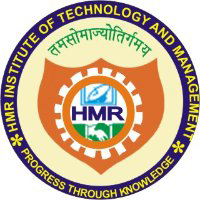 HMR INSTITUTE OF TECHNOLOGY AND MANAGEMENT
तमसोमाज्योतिर्गमय
HMR
PROGRESS THROUGH KNOWLEDGE